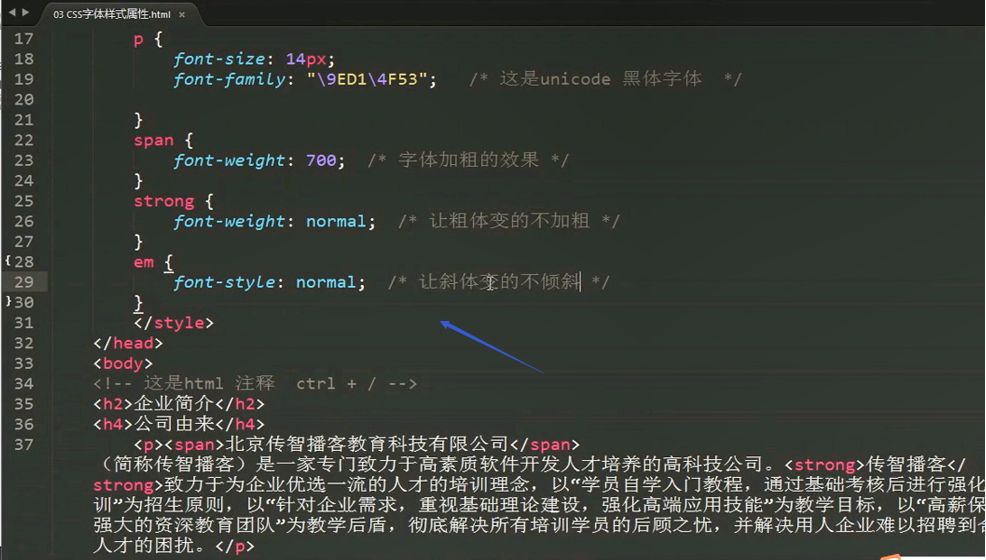 03 CSS字体样式属性.html ×
17 p {
18 font-size: 14px;
19 font-family: "\9ED1\4F53"; /* 这是unicode 黑体字体 */
20
21 }
22 span {
23 font-weight: 700; /* 字体加粗的效果 */
24 }
25 strong {
26 font-weight: normal; /* 让粗体变的不加粗 */
27 }
28 em {
29 font-style: normal; /* 让斜体变的不倾斜 */
30 }
31 </style>
32 </head>
33 <body>
34 <!-- 这是html 注释 ctrl + / -->
35 <h2>企业简介</h2>
36 <h4>公司由来</h4>
37 <p><span>北京传智播客教育科技有限公司</span>
（简称传智播客）是一家专门致力于高素质软件开发人才培养的高科技公司。<strong>传智播客</
strong>致力于为企业优选一流的人才的培训理念，以“学员自学入门教程，通过基础考核后进行强化
训”为招生原则，以“针对企业需求，重视基础理论建设，强化高端应用技能”为教学目标，以“高薪保
强大的资深教育团队”为教学后盾，彻底解决所有培训学员的后顾之忧，并解决用人企业难以招聘到
人才的困扰。</p>